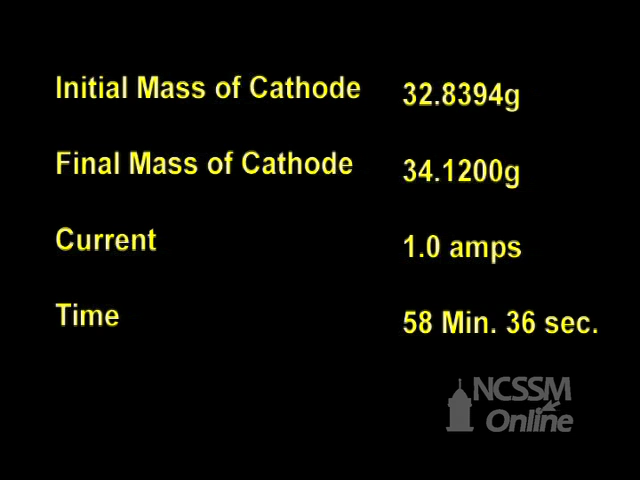 Initial Mass of Cathode 32.8394g
Final Mass of Cathode 34.1200g
Current 1.0 amps
Time 58 Min. 36 sec.
NCSSM
Online